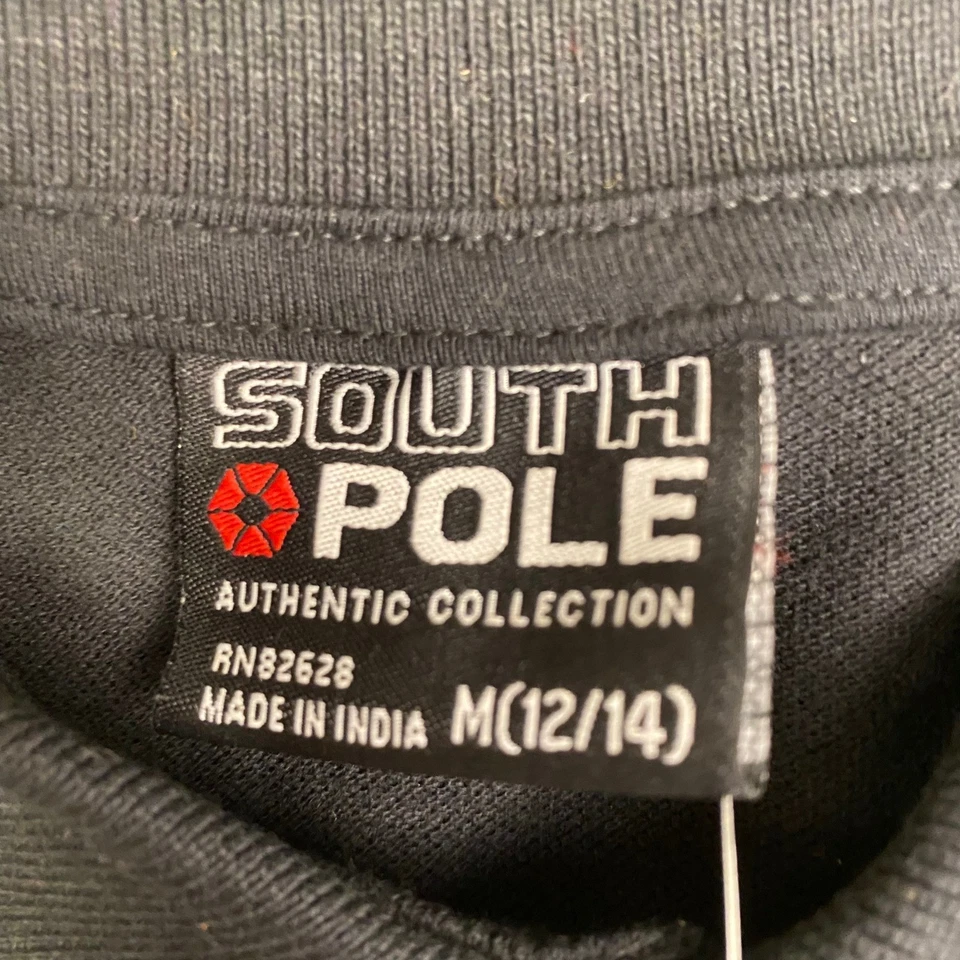 SOUTH
POLE
AUTHENTIC COLLECTION
RN82628
MADE IN INDIA M(12/14)